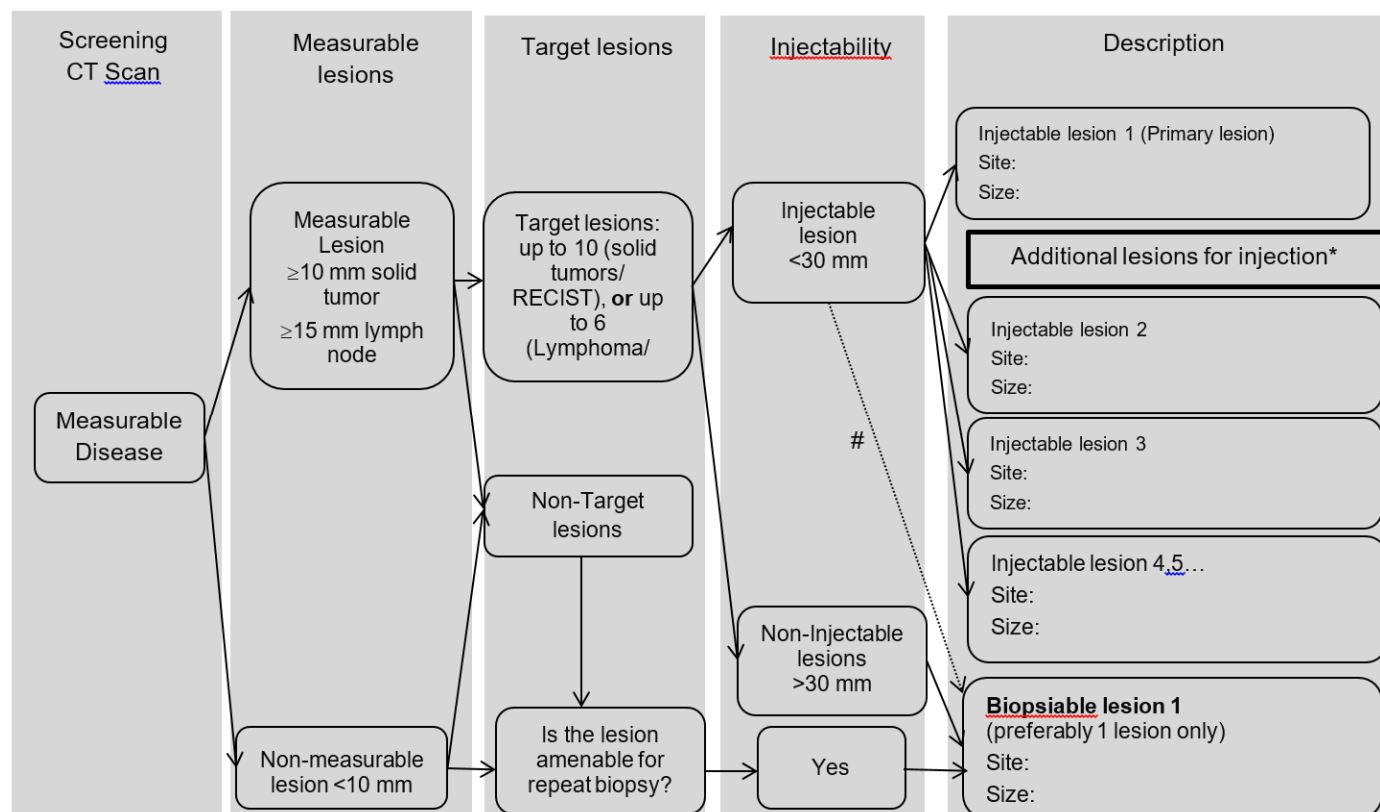 Screening
CT Scan
Measurable
lesions
Target lesions
Injectability
Description
Measurable
Disease
Measurable
Lesion
≥10 mm solid
tumor
≥15 mm lymph
node
Non-measurable
lesion <10 mm
Target lesions:
up to 10 (solid
tumors/
RECIST), or up
to 6
(Lymphoma/
Non-Target
lesions
Is the lesion
amenable for
repeat biopsy?
Injectable
lesion
<30 mm
#
Non-Injectable
lesions
>30 mm
Yes
Injectable lesion 1 (Primary lesion)
Site:
Size:
Additional lesions for injection*
Injectable lesion 2
Site:
Size:
Injectable lesion 3
Site:
Size:
Injectable lesion 4,5…
Site:
Size:
Biopsiable lesion 1
(preferably 1 lesion only)
Site:
Size: